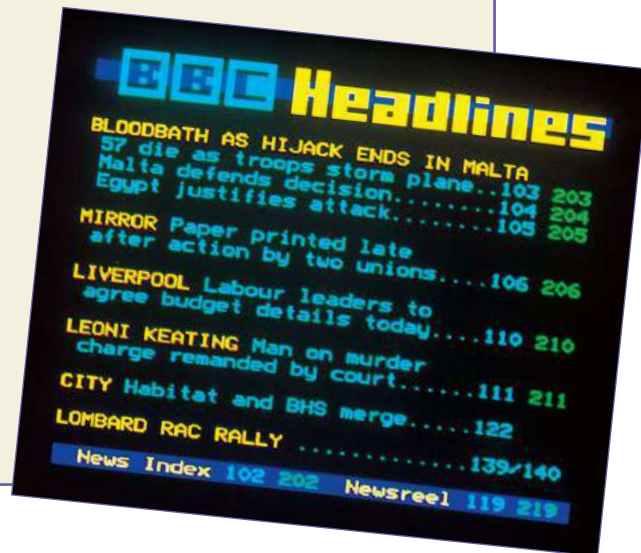 BBC Headlines
BLOODBATH AS HIJACK ENDS IN MALTA
57 die as troops storm plane..103 203
Malta defends decision........104 204
Egypt justifies attack........105 205
MIRROR Paper printed late
after action by two unions....106 206
LIVERPOOL Labour leaders to
agree budget details today....110 210
LEONI KEATING Man on murder
charge remanded by court......111 211
CITY Habitat and BHS merge.....122
LOMBARD RAC RALLY .............139/140
News Index 102 202 Newsreel 119 219